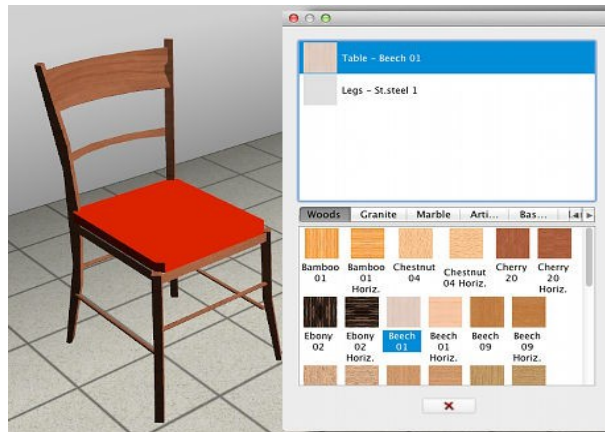 Table - Beech 01
Legs - St.steel 1
Woods Granite Marble Arti... Bas...
Bamboo 01
Bamboo 01 Horiz.
Chestnut 04
Chestnut 04 Horiz.
Cherry 20
Cherry 20 Horiz.
Ebony 02
Ebony 02 Horiz.
Beech 01
Beech 01 Horiz.
Beech 09
Beech 09 Horiz.